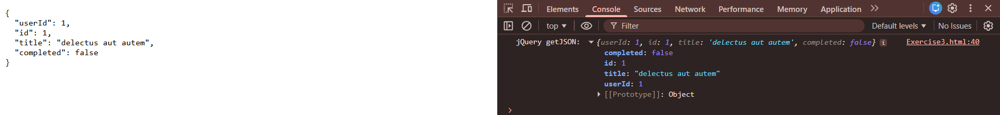 {
  "userId": 1,
  "id": 1,
  "title": "delectus aut autem",
  "completed": false
}
Elements Console Sources Network Performance Memory Application
top Filter Default levels No Issues
jQuery getJSON: {userId: 1, id: 1, title: 'delectus aut autem', completed: false} i Exercise3.html:40
completed: false
id: 1
title: "delectus aut autem"
userId: 1
[[Prototype]]: Object